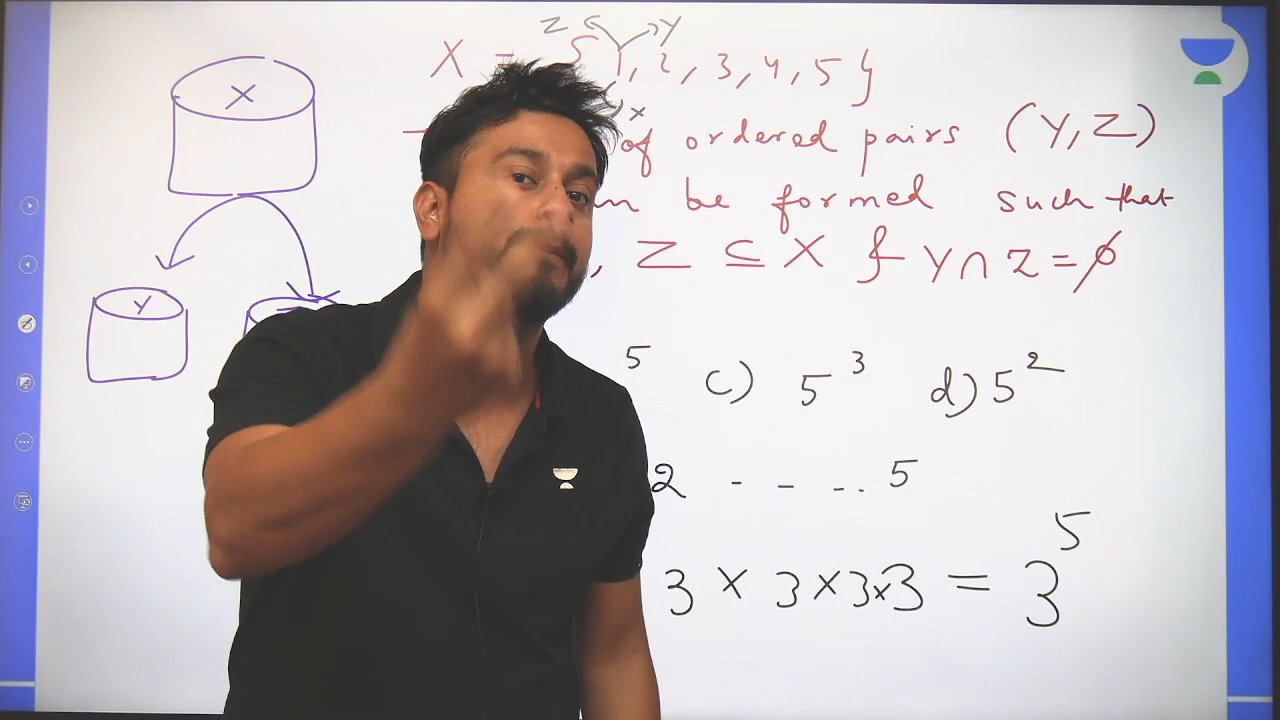 Z Y
X = { 1, 2, 3, 4, 5 }
x
of ordered pairs (Y, Z)
be formed such that
, Z ⊆ X & Y ∩ Z = ϕ
X
Y
5 c) 5³ d) 5²
2 - - -.. 5
3 × 3 × 3 × 3 = 3⁵